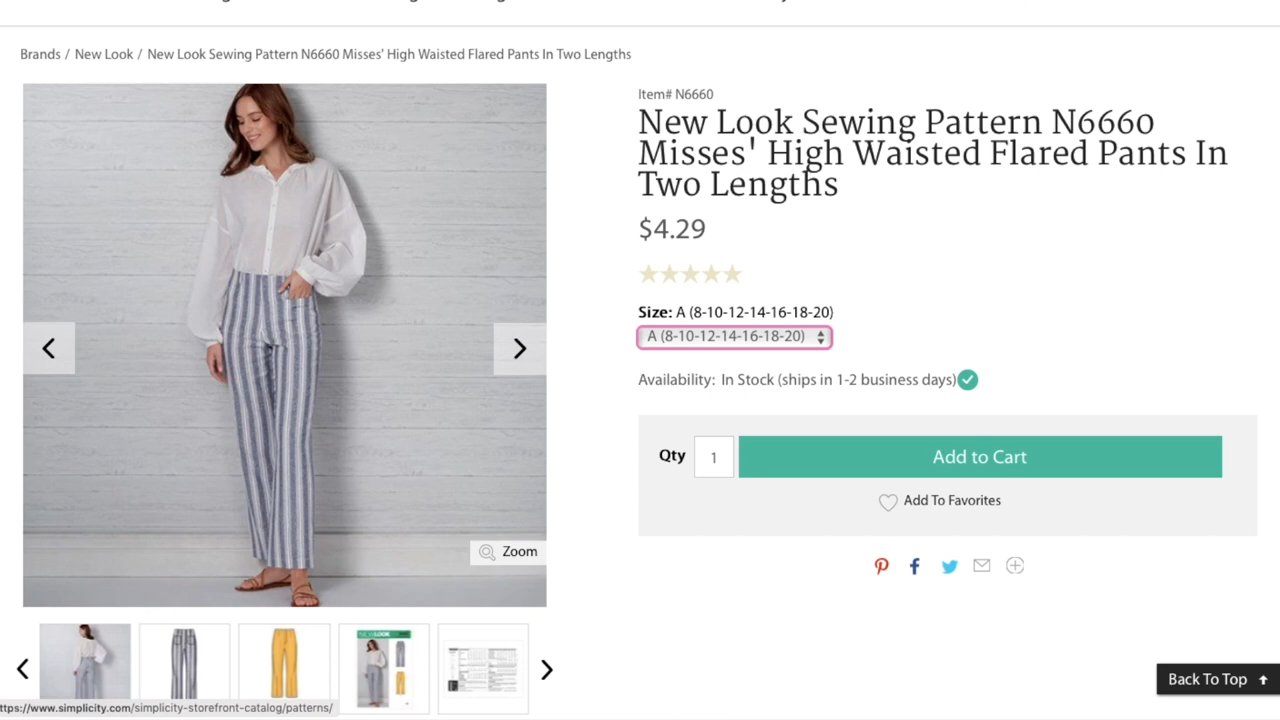 Brands / New Look / New Look Sewing Pattern N6660 Misses' High Waisted Flared Pants In Two Lengths
Item# N6660
New Look Sewing Pattern N6660
Misses' High Waisted Flared Pants In
Two Lengths
$4.29
Size: A (8-10-12-14-16-18-20)
A (8-10-12-14-16-18-20)
Availability: In Stock (ships in 1-2 business days)
Qty 1 Add to Cart
Add To Favorites
Zoom
NEW LOOK
Back To Top
ttps://www.simplicity.com/simplicity-storefront-catalog/patterns/